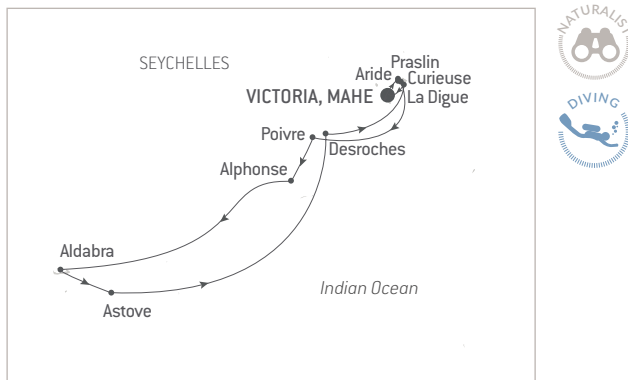 NATURALIST
SEYCHELLES
Praslin
Aride
Curieuse
VICTORIA, MAHE
La Digue
DIVING
Poivre
Desroches
Alphonse
Aldabra
Indian Ocean
Astove